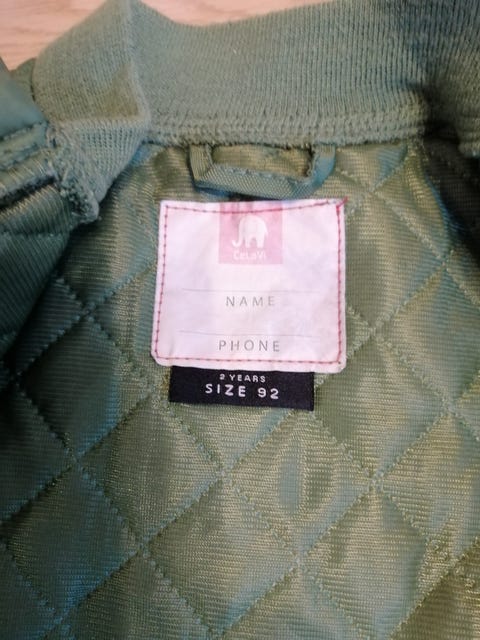 CeLaVi
NAME
PHONE
2 YEARS
SIZE 92